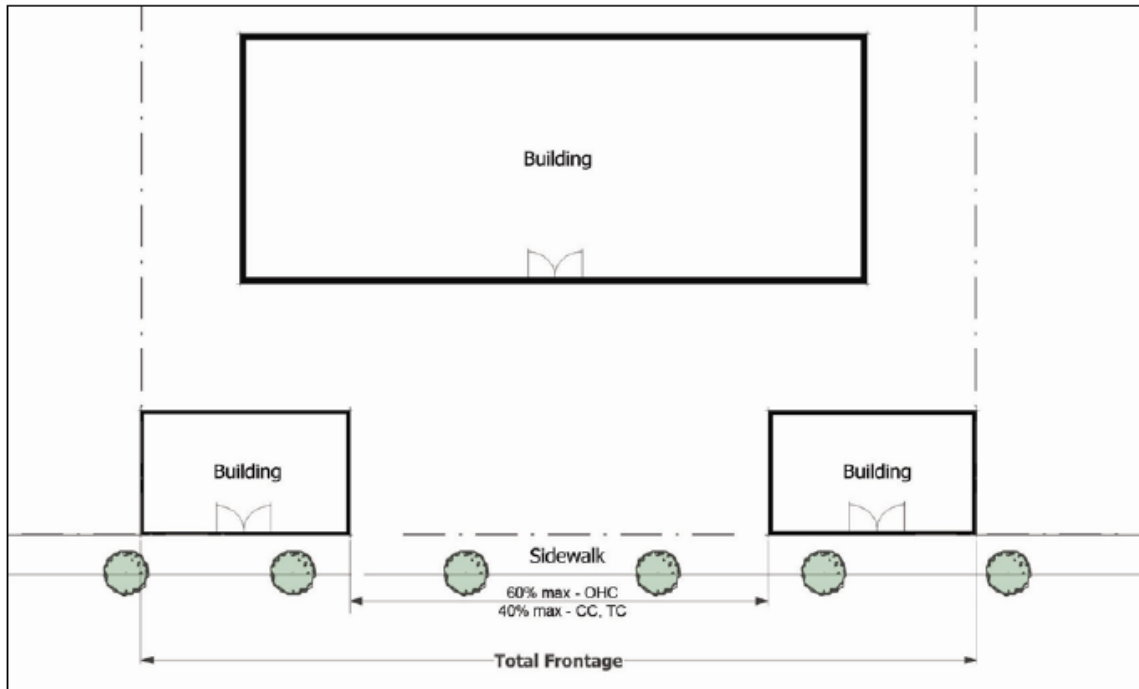 Building
Building
Building
Sidewalk
60% max - OHC
40% max - CC, TC
Total Frontage